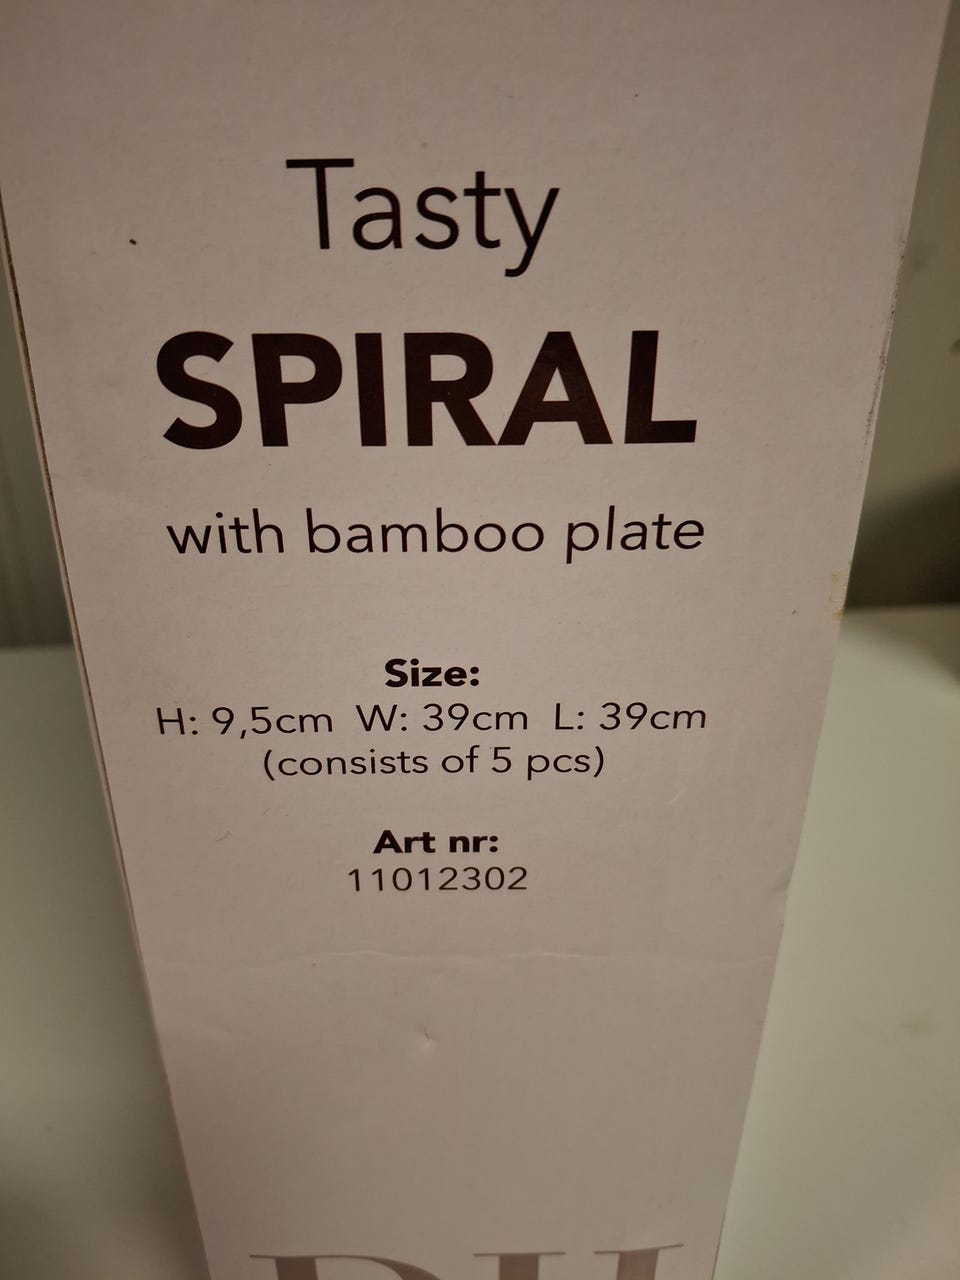 Tasty
SPIRAL
with bamboo plate
Size:
H: 9,5cm W: 39cm L: 39cm
(consists of 5 pcs)
Art nr:
11012302